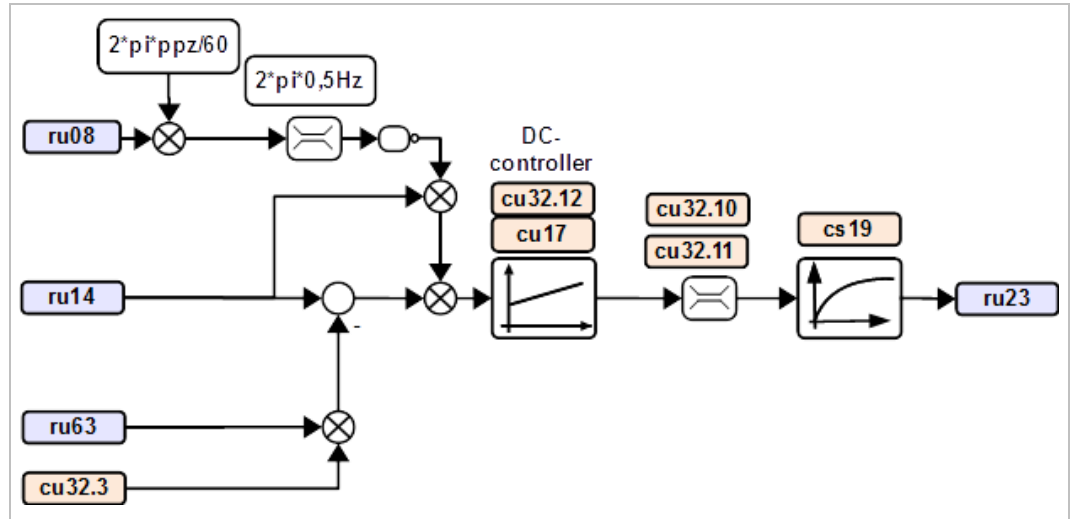 2*pi*ppz/60
2*pi*0,5Hz
ru08
DC-
controller
cu32.12
cu17
cu32.10
cu32.11
cs19
ru14
ru23
-
ru63
cu32.3